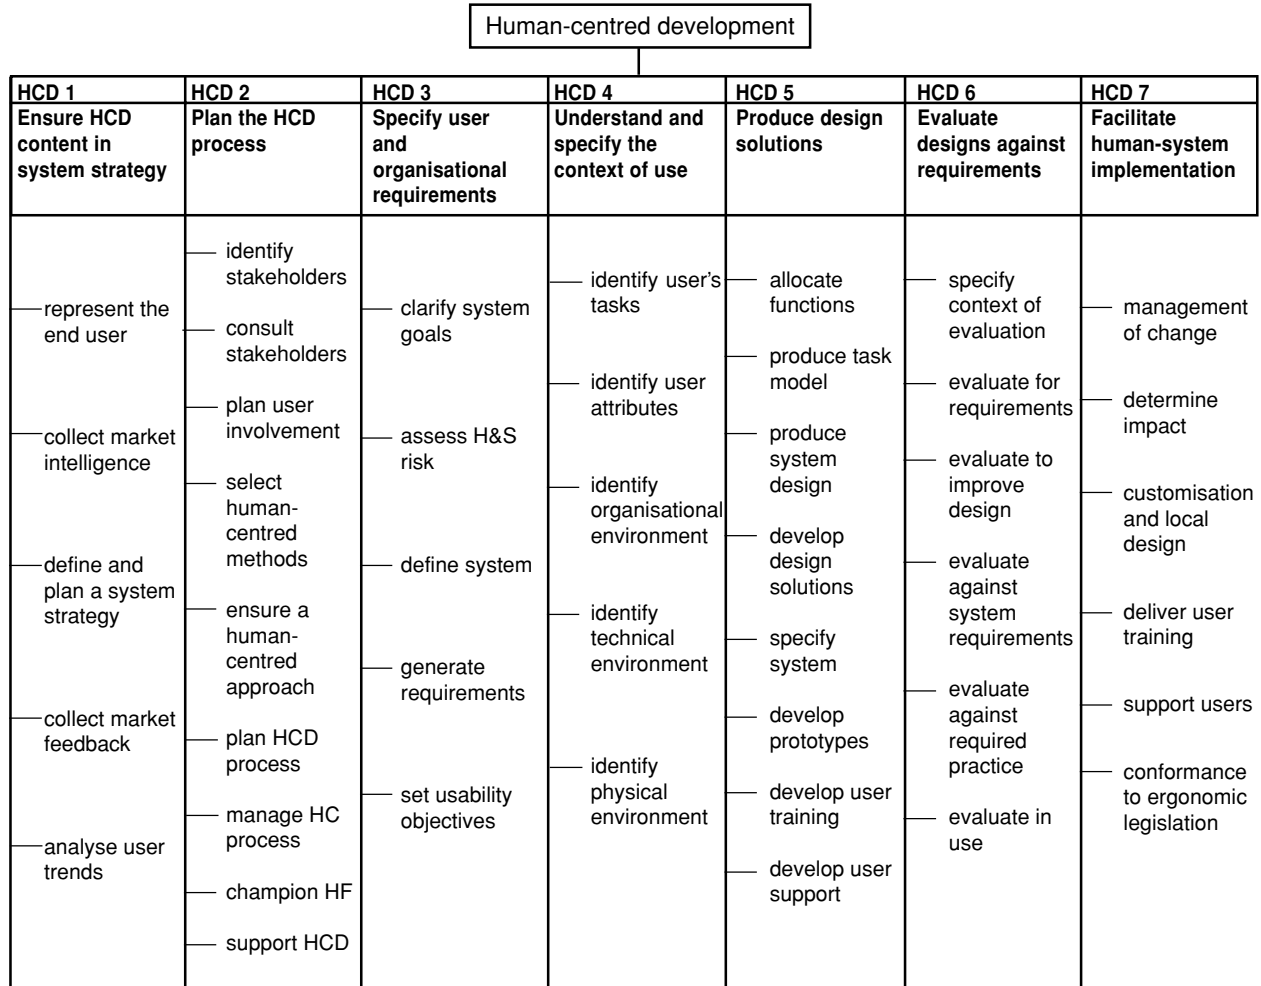 Human-centred development
HCD 1
Ensure HCD
content in
system strategy
represent the
end user
collect market
intelligence
define and
plan a system
strategy
collect market
feedback
analyse user
trends
HCD 2
Plan the HCD
process
identify
stakeholders
consult
stakeholders
plan user
involvement
select
human-
centred
methods
ensure a
human-
centred
approach
plan HCD
process
manage HC
process
champion HF
support HCD
HCD 3
Specify user
and
organisational
requirements
clarify system
goals
assess H&S
risk
define system
generate
requirements
set usability
objectives
HCD 4
Understand and
specify the
context of use
identify user's
tasks
identify user
attributes
identify
organisational
environment
identify
technical
environment
identify
physical
environment
HCD 5
Produce design
solutions
allocate
functions
produce task
model
produce
system
design
develop
design
solutions
specify
system
develop
prototypes
develop user
training
develop user
support
HCD 6
Evaluate
designs against
requirements
specify
context of
evaluation
evaluate for
requirements
evaluate to
improve
design
evaluate
against
system
requirements
evaluate
against
required
practice
evaluate in
use
HCD 7
Facilitate
human-system
implementation
management
of change
determine
impact
customisation
and local
design
deliver user
training
support users
conformance
to ergonomic
legislation